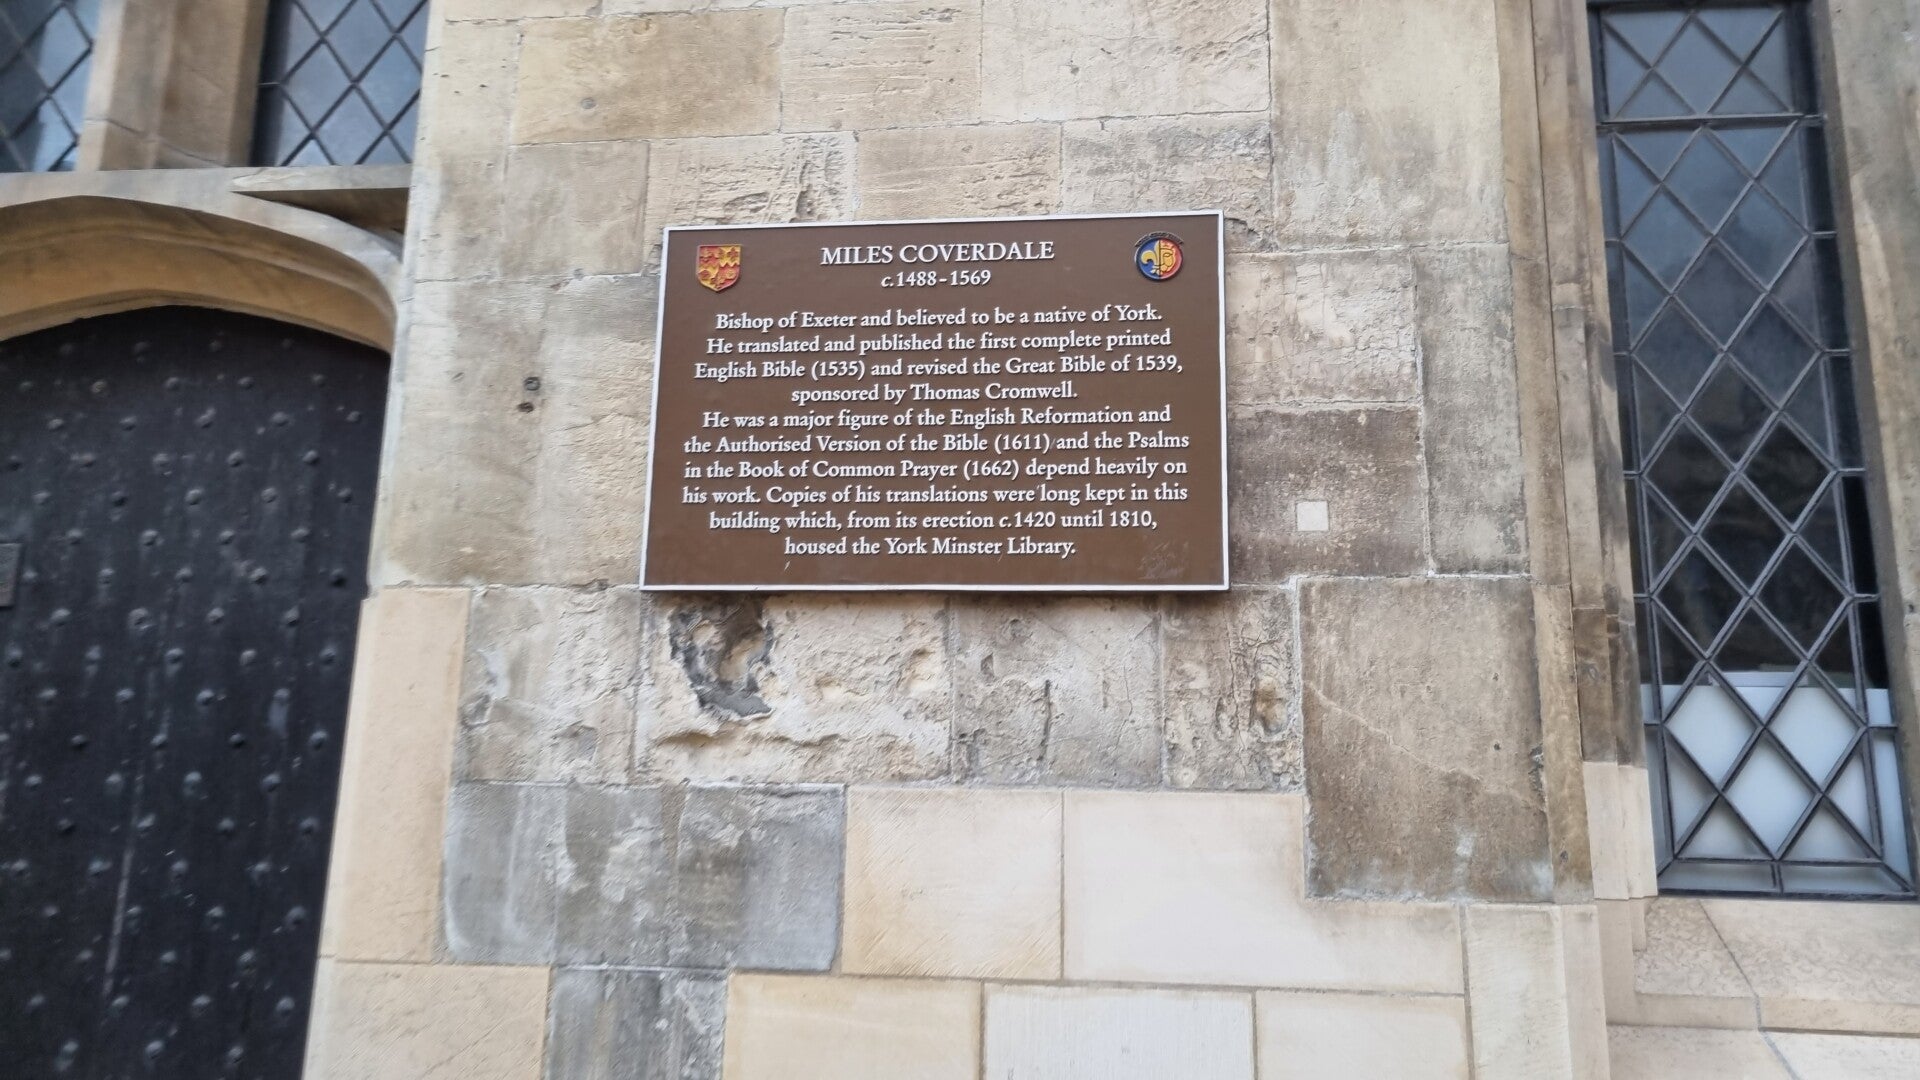 MILES COVERDALE
c.1488-1569
Bishop of Exeter and believed to be a native of York.
He translated and published the first complete printed
English Bible (1535) and revised the Great Bible of 1539,
sponsored by Thomas Cromwell.
He was a major figure of the English Reformation and
the Authorised Version of the Bible (1611) and the Psalms
in the Book of Common Prayer (1662) depend heavily on
his work. Copies of his translations were long kept in this
building which, from its erection c.1420 until 1810,
housed the York Minster Library.